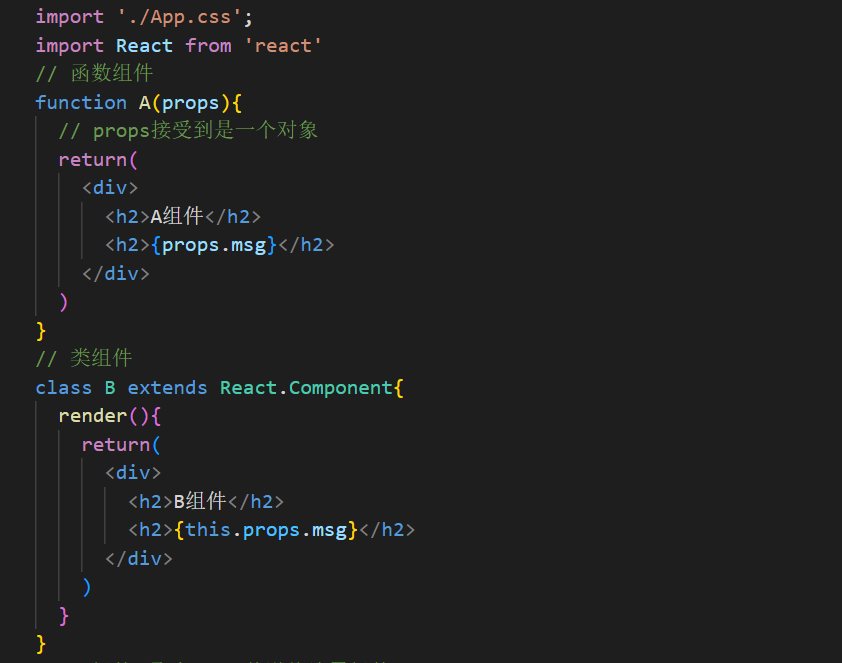 import './App.css';
import React from 'react'
// 函数组件
function A(props){
// props接受到是一个对象
return(
<div>
<h2>A组件</h2>
<h2>{props.msg}</h2>
</div>
)
}
// 类组件
class B extends React.Component{
render(){
return(
<div>
<h2>B组件</h2>
<h2>{this.props.msg}</h2>
</div>
)
}
}